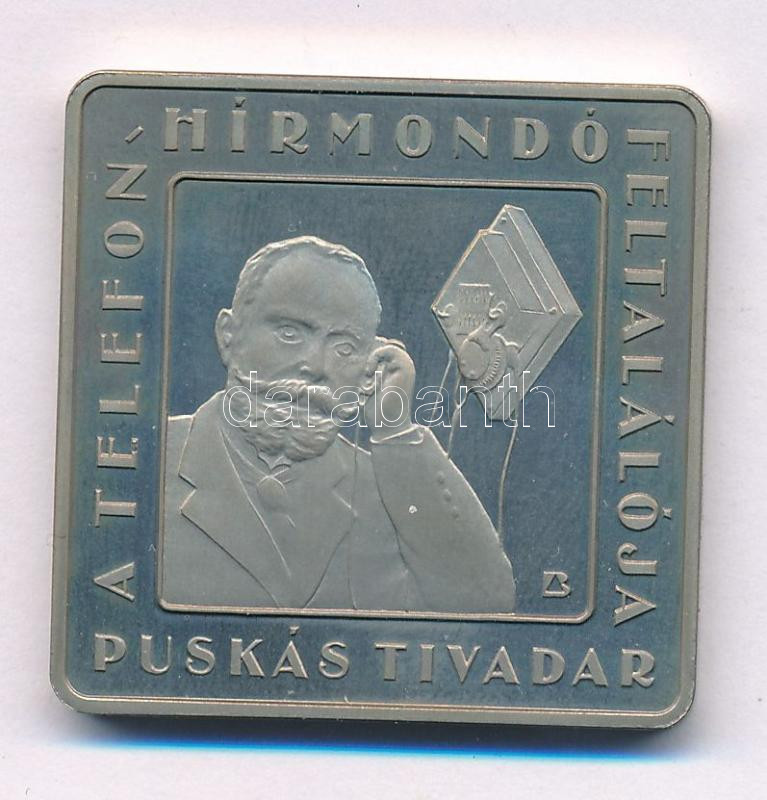 A TELEFON-
HÍRMONDÓ
FELTALÁLÓJA
PUSKÁS TIVADAR
B
darabanth